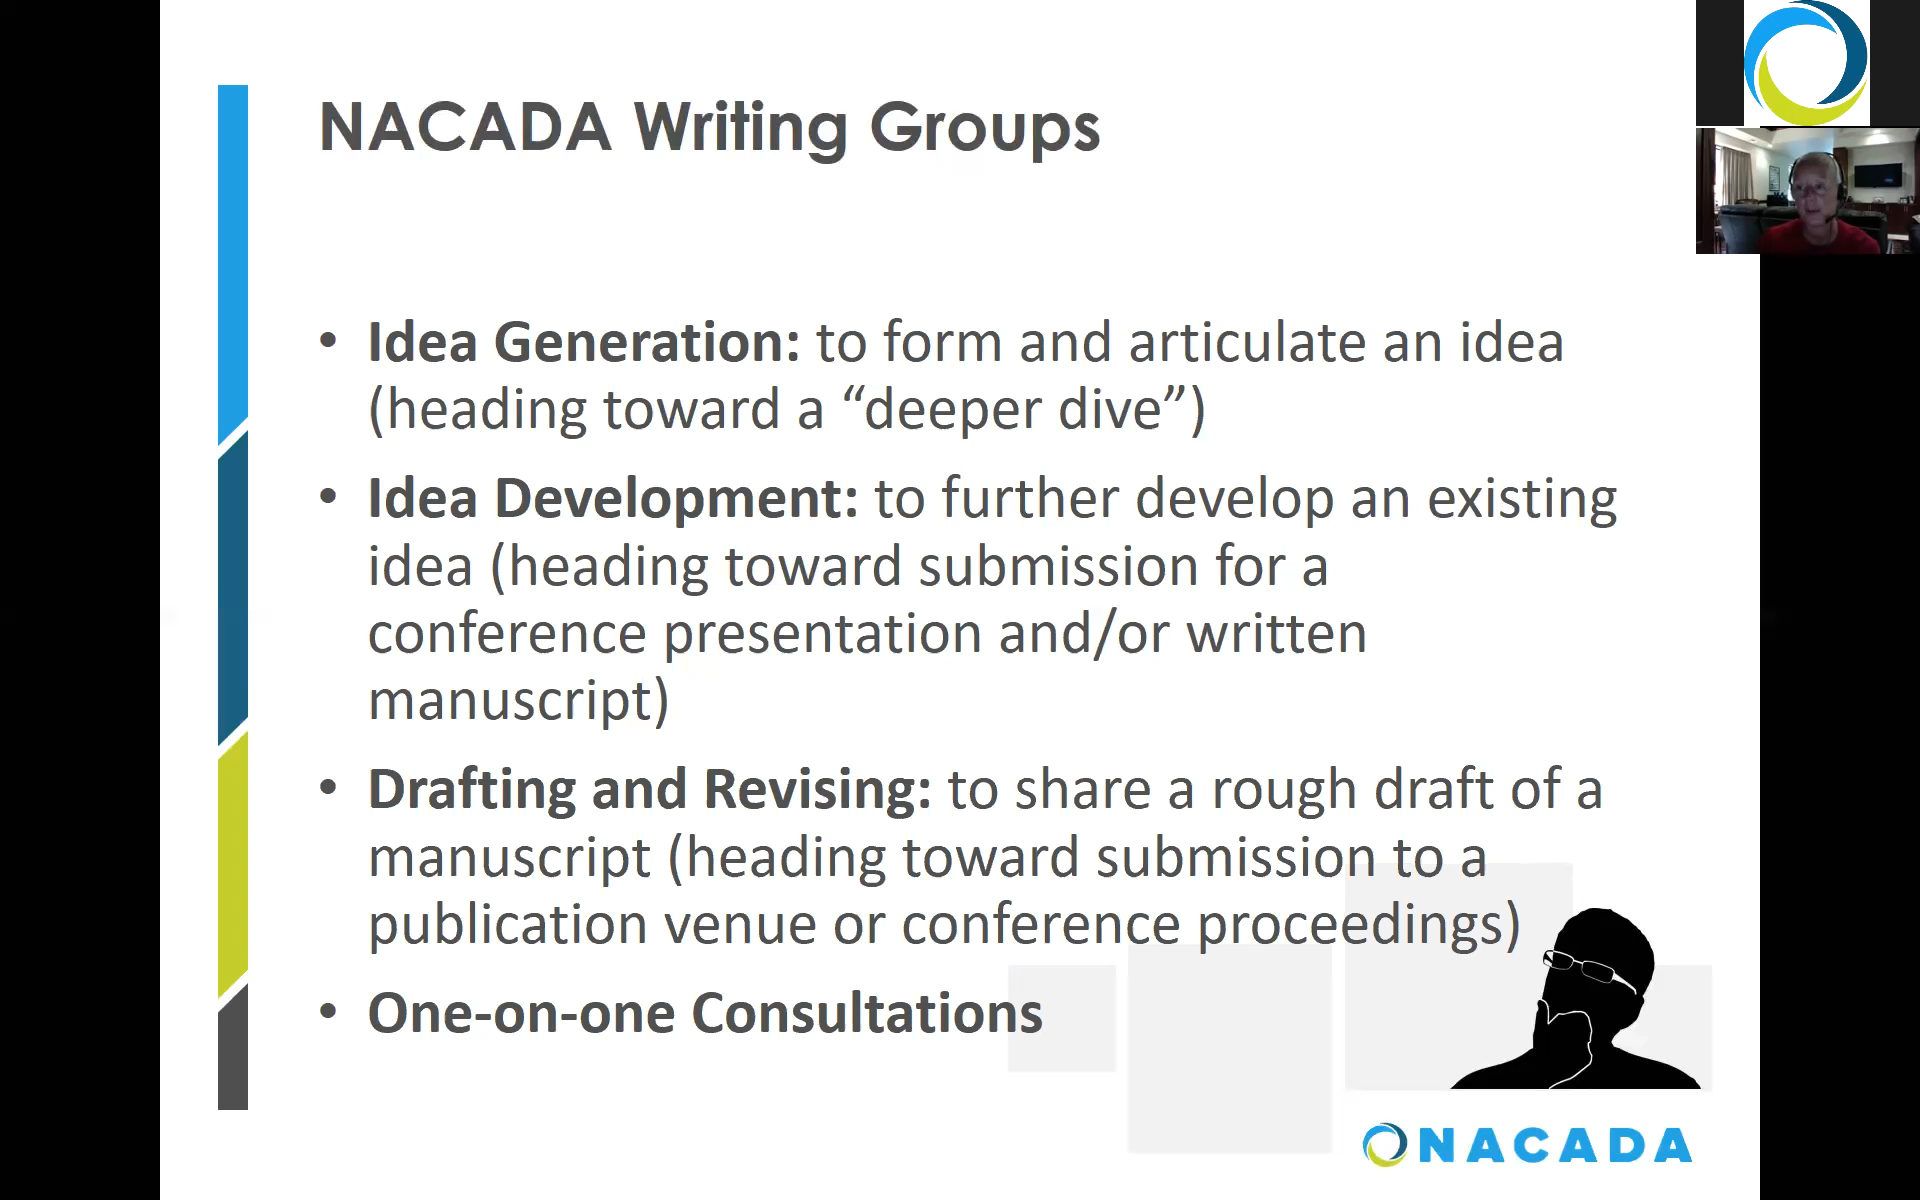 NACADA Writing Groups
• Idea Generation: to form and articulate an idea
(heading toward a “deeper dive”)
• Idea Development: to further develop an existing
idea (heading toward submission for a
conference presentation and/or written
manuscript)
• Drafting and Revising: to share a rough draft of a
manuscript (heading toward submission to a
publication venue or conference proceedings)
• One-on-one Consultations
NACADA